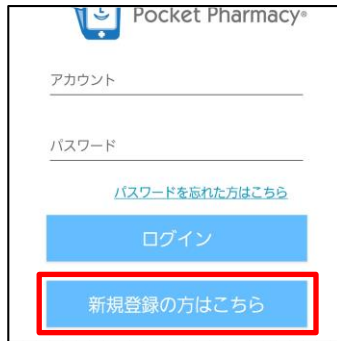 Pocket Pharmacy®
アカウント
パスワード
パスワードを忘れた方はこちら
ログイン
新規登録の方はこちら